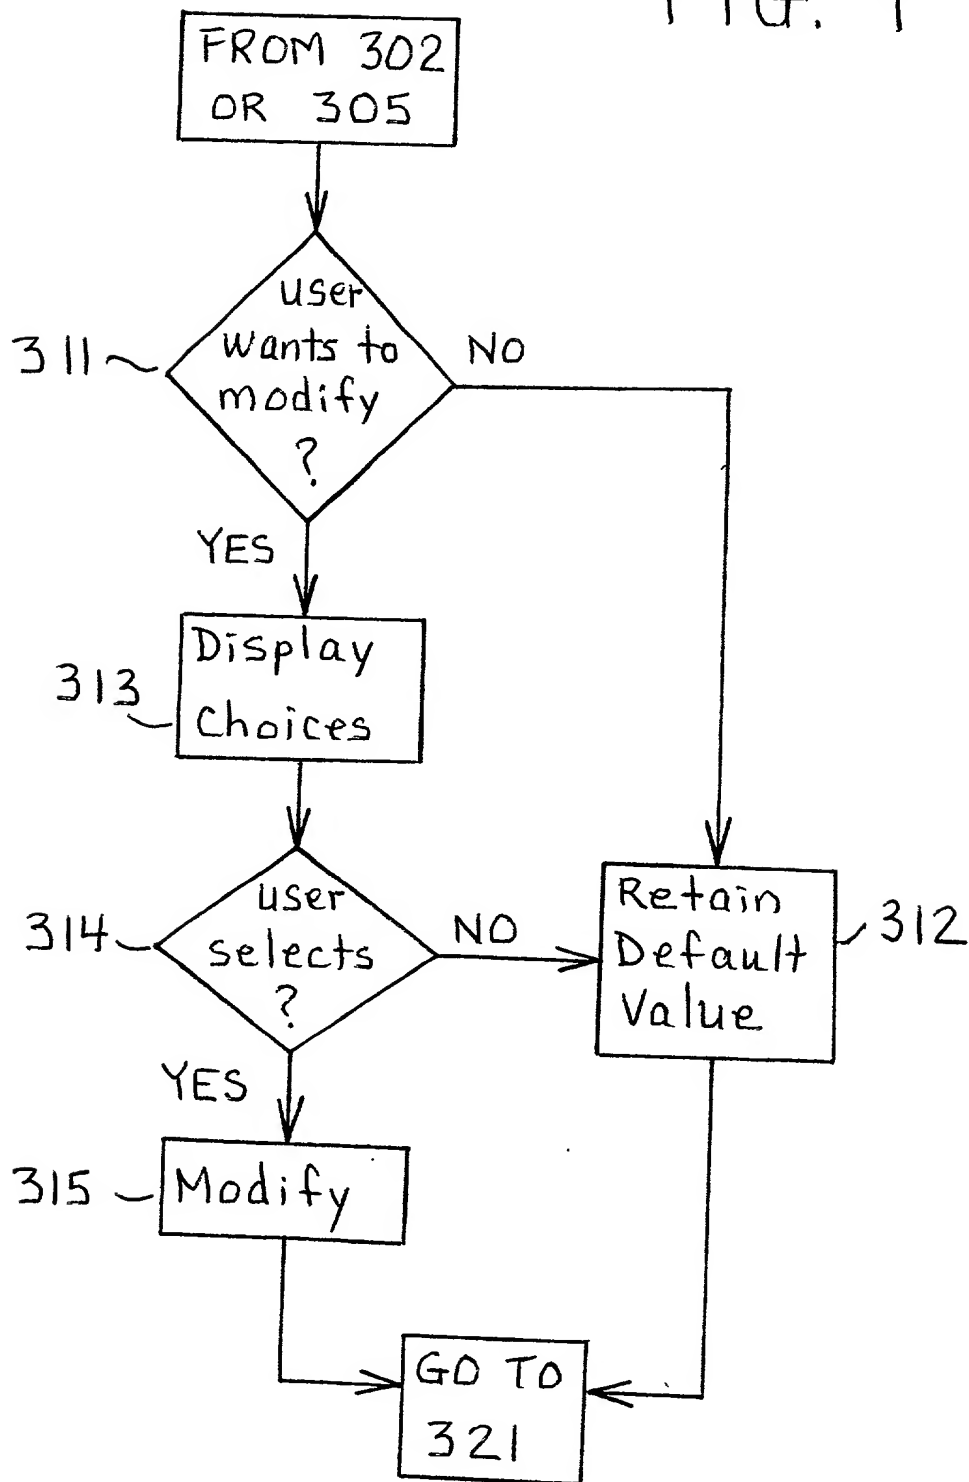 FIG. 
FROM 302
OR 305
user
wants to
modify
?
311
NO
YES
Display
Choices
313
user
selects
?
314
NO
Retain
Default
Value
312
YES
Modify
315
GO TO
321